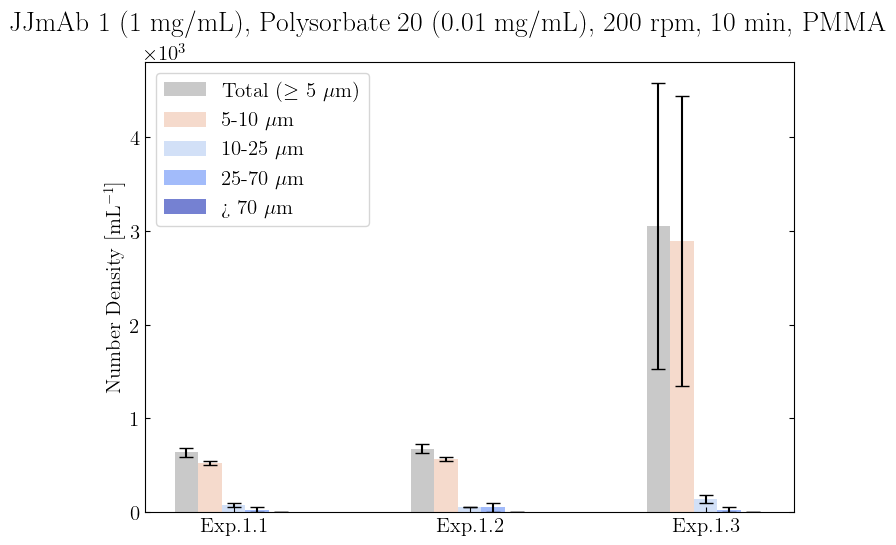 JJmAb 1 (1 mg/mL), Polysorbate 20 (0.01 mg/mL), 200 rpm, 10 min, PMMA
×10³
Total (≥ 5 μm)
5-10 μm
10-25 μm
25-70 μm
¿ 70 μm
Number Density [mL⁻¹]
4
3
2
1
0
Exp.1.1 Exp.1.2 Exp.1.3